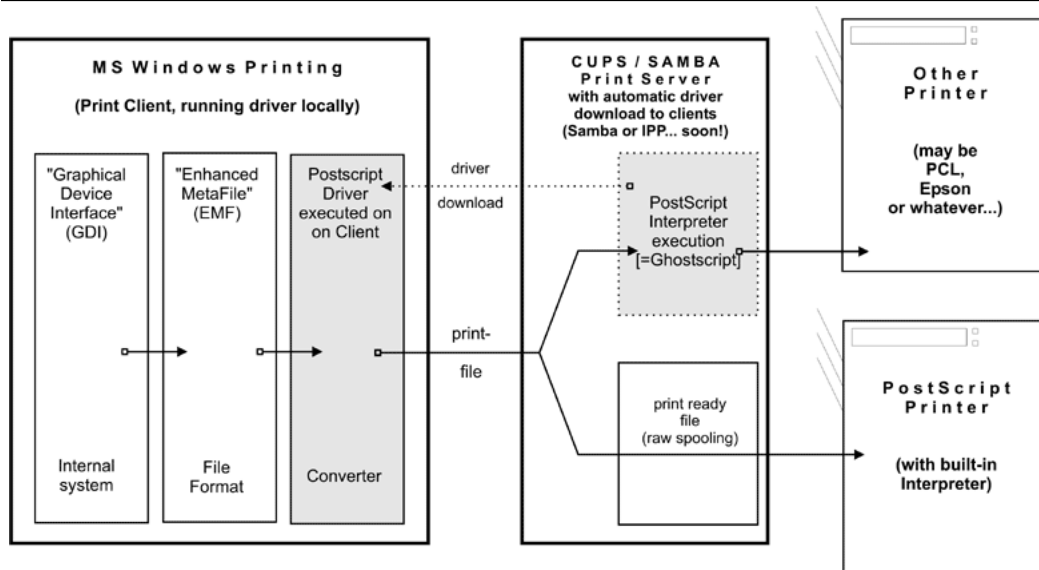 MS Windows Printing
(Print Client, running driver locally)
"Graphical
Device
Interface"
(GDI)
Internal
system
"Enhanced
MetaFile"
(EMF)
File
Format
Postscript
Driver
executed on
on Client
Converter
driver
download
print-
file
CUPS / SAMBA
Print Server
with automatic driver
download to clients
(Samba or IPP... soon!)
PostScript
Interpreter
execution
[=Ghostscript]
print ready
file
(raw spooling)
Other
Printer
(may be
PCL,
Epson
or whatever...)
PostScript
Printer
(with built-in
Interpreter)